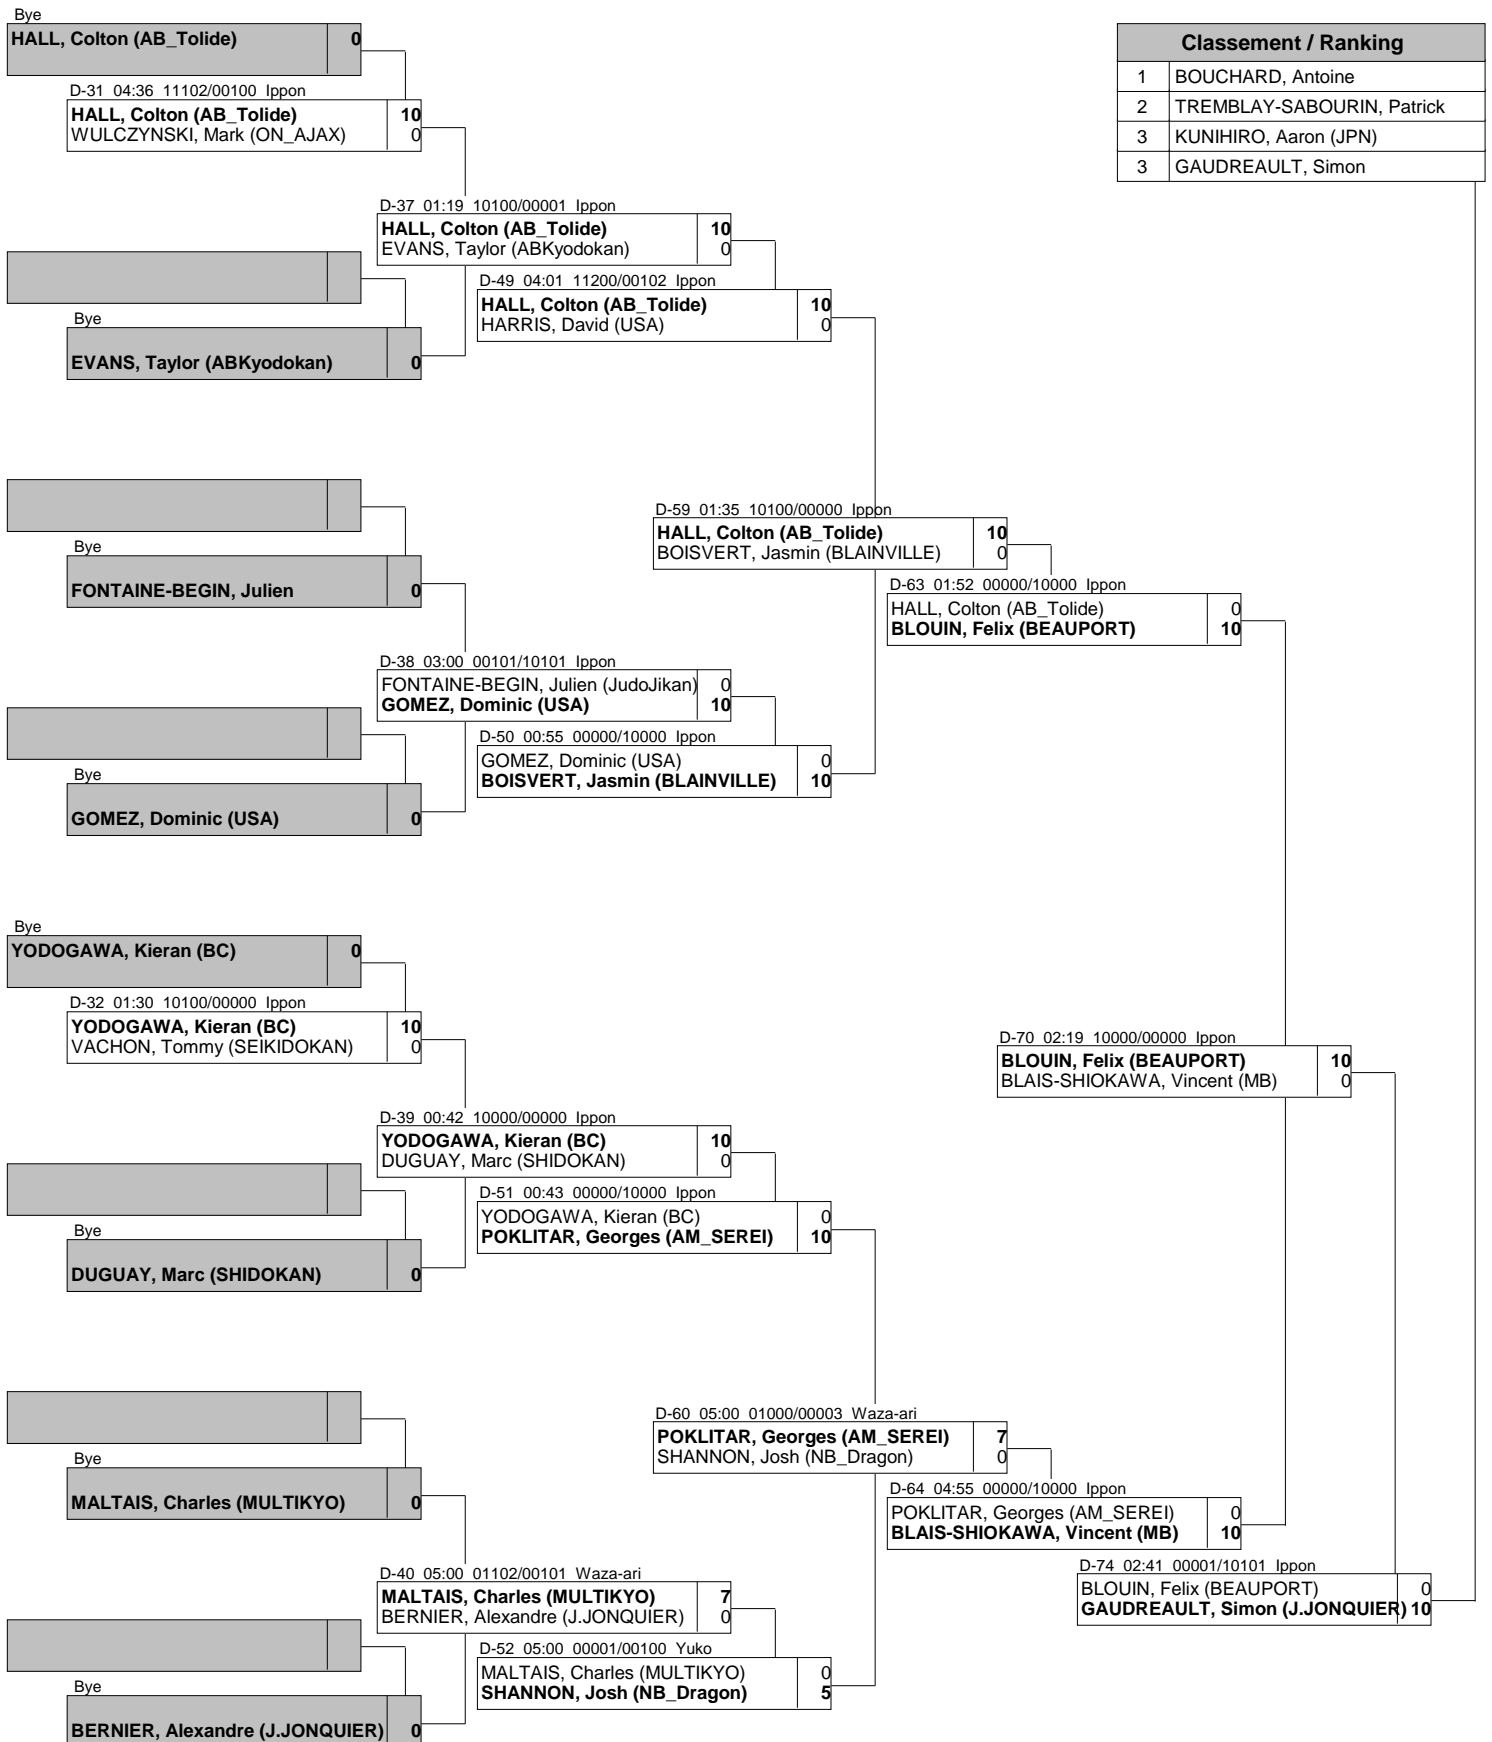 Bye
HALL, Colton (AB_Tolide) 0
Classement / Ranking
1 BOUCHARD, Antoine
2 TREMBLAY-SABOURIN, Patrick
3 KUNIHIRO, Aaron (JPN)
3 GAUDREAULT, Simon
D-31 04:36 11102/00100 Ippon
HALL, Colton (AB_Tolide) 10
WULCZYNSKI, Mark (ON_AJAX) 0
D-37 01:19 10100/00001 Ippon
HALL, Colton (AB_Tolide) 10
EVANS, Taylor (ABKyodokan) 0
D-49 04:01 11200/00102 Ippon
HALL, Colton (AB_Tolide) 10
HARRIS, David (USA) 0
Bye
EVANS, Taylor (ABKyodokan) 0
D-59 01:35 10100/00000 Ippon
HALL, Colton (AB_Tolide) 10
BOISVERT, Jasmin (BLAINVILLE) 0
Bye
FONTAINE-BEGIN, Julien 0
D-63 01:52 00000/10000 Ippon
HALL, Colton (AB_Tolide) 0
BLOUIN, Felix (BEAUPORT) 10
D-38 03:00 00101/10101 Ippon
FONTAINE-BEGIN, Julien (JudoJikan) 0
GOMEZ, Dominic (USA) 10
D-50 00:55 00000/10000 Ippon
GOMEZ, Dominic (USA) 0
BOISVERT, Jasmin (BLAINVILLE) 10
Bye
GOMEZ, Dominic (USA) 0
Bye
YODOGAWA, Kieran (BC) 0
D-32 01:30 10100/00000 Ippon
YODOGAWA, Kieran (BC) 10
VACHON, Tommy (SEIKIDOKAN) 0
D-70 02:19 10000/00000 Ippon
BLOUIN, Felix (BEAUPORT) 10
BLAIS-SHIOKAWA, Vincent (MB) 0
D-39 00:42 10000/00000 Ippon
YODOGAWA, Kieran (BC) 10
DUGUAY, Marc (SHIDOKAN) 0
D-51 00:43 00000/10000 Ippon
YODOGAWA, Kieran (BC) 0
POKLITAR, Georges (AM_SEREI) 10
Bye
DUGUAY, Marc (SHIDOKAN) 0
D-60 05:00 01000/00003 Waza-ari
POKLITAR, Georges (AM_SEREI) 7
SHANNON, Josh (NB_Dragon) 0
Bye
MALTAIS, Charles (MULTIKYO) 0
D-64 04:55 00000/10000 Ippon
POKLITAR, Georges (AM_SEREI) 0
BLAIS-SHIOKAWA, Vincent (MB) 10
D-74 02:41 00001/10101 Ippon
BLOUIN, Felix (BEAUPORT) 0
GAUDREAULT, Simon (J.JONQUIER) 10
D-40 05:00 01102/00101 Waza-ari
MALTAIS, Charles (MULTIKYO) 7
BERNIER, Alexandre (J.JONQUIER) 0
D-52 05:00 00001/00100 Yuko
MALTAIS, Charles (MULTIKYO) 0
SHANNON, Josh (NB_Dragon) 5
Bye
BERNIER, Alexandre (J.JONQUIER) 0